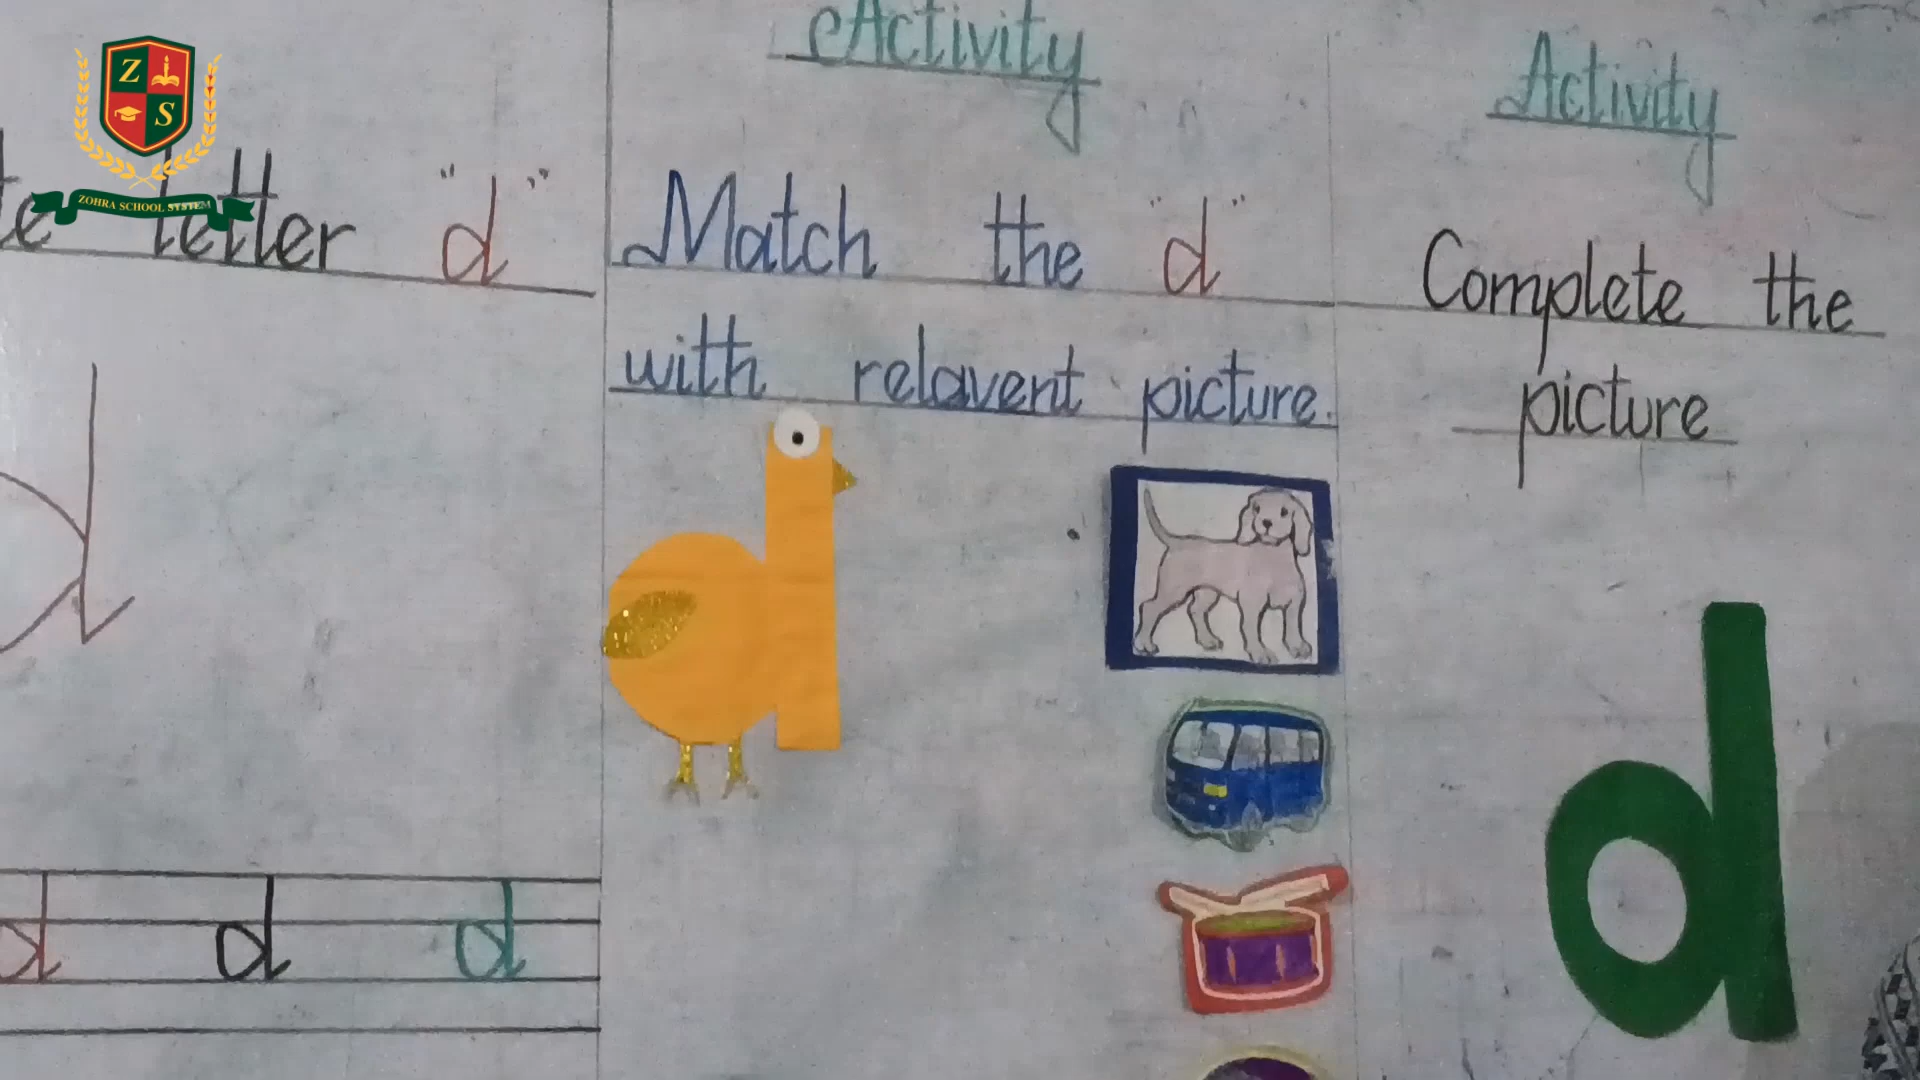 Z
S
ZOHRA SCHOOL SYSTEM
letter "d"
d
d d d
Activity
Match the "d"
with relavent picture.
Activity
Complete the
picture
d